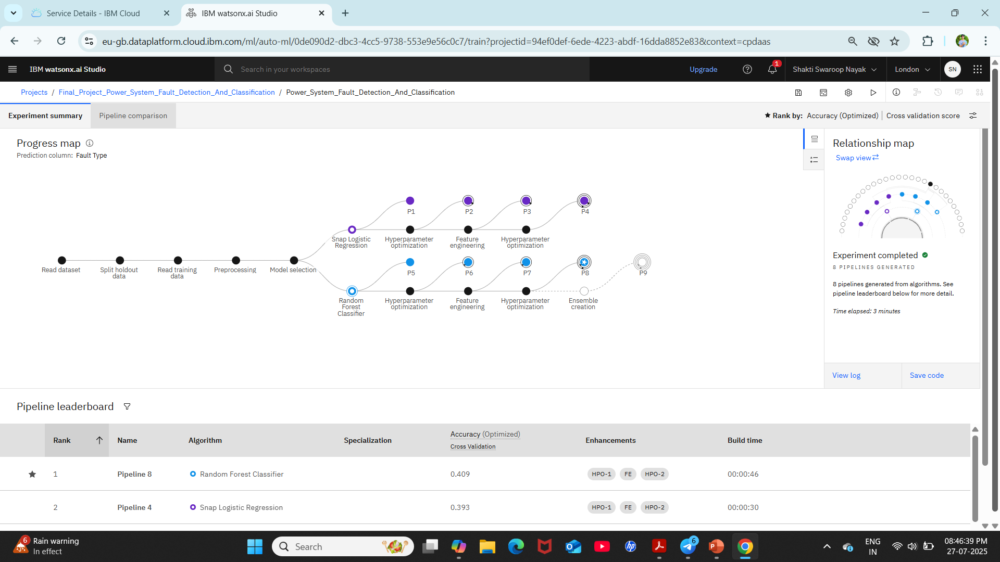 Service Details - IBM Cloud
IBM watsonx.ai Studio
eu-gb.dataplatform.cloud.ibm.com/ml/auto-ml/0de090d2-dbc3-4cc5-9738-553e9e56c0c7/train?projectid=94ef0def-6ede-4223-abdf-16dda8852e83&context=cpdaas
IBM watsonx.ai Studio
Search in your workspaces
Upgrade
1
Shakti Swaroop Nayak
London
SN
Projects / Final_Project_Power_System_Fault_Detection_And_Classification / Power_System_Fault_Detection_And_Classification
Experiment summary
Pipeline comparison
Rank by: Accuracy (Optimized) | Cross validation score
Progress map
Prediction column: Fault Type
P1
P2
P3
P4
Snap Logistic
Regression
Hyperparameter
optimization
Feature
engineering
Hyperparameter
optimization
Read dataset
Split holdout
data
Read training
data
Preprocessing
Model selection
P5
P6
P7
P8
P9
Random
Forest
Classifier
Hyperparameter
optimization
Feature
engineering
Hyperparameter
optimization
Ensemble
creation
Relationship map
Swap view
Experiment completed
8 PIPELINES GENERATED
8 pipelines generated from algorithms. See
pipeline leaderboard below for more detail.
Time elapsed: 3 minutes
View log
Save code
Pipeline leaderboard
Rank Name Algorithm Specialization Accuracy (Optimized) Enhancements Build time
Cross Validation
1 Pipeline 8 Random Forest Classifier 0.409 HPO-1 FE HPO-2 00:00:46
2 Pipeline 4 Snap Logistic Regression 0.393 HPO-1 FE HPO-2 00:00:30
6
Rain warning
In effect
Search
6
ENG
IN
08:46:39 PM
27-07-2025